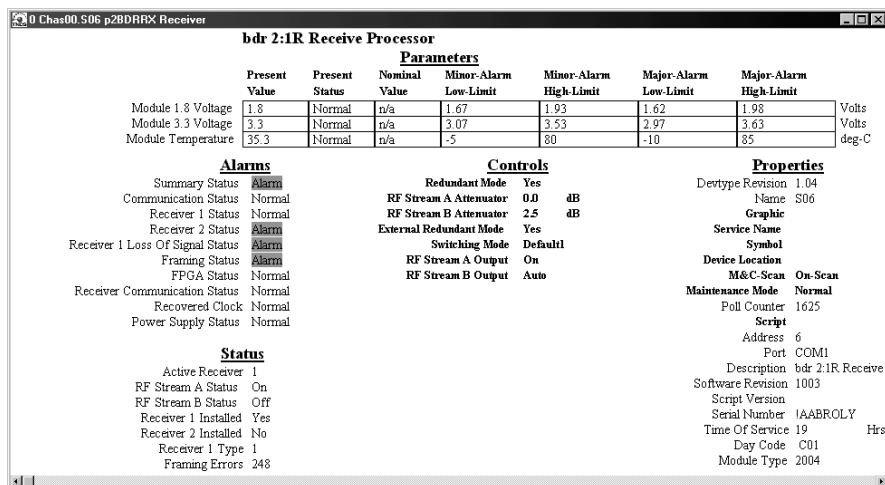 0 Chas00.S06 p2BDRRX Receiver
bdr 2:1R Receive Processor
Parameters
Present Value Present Status Nominal Value Minor-Alarm Low-Limit Minor-Alarm High-Limit Major-Alarm Low-Limit Major-Alarm High-Limit
Module 1.8 Voltage 1.8 Normal n/a 1.67 1.93 1.62 1.98 Volts
Module 3.3 Voltage 3.3 Normal n/a 3.07 3.53 2.97 3.63 Volts
Module Temperature 35.3 n/a -5 80 -10 85 deg-C
Alarms
Summary Status Alarm
Communication Status Normal
Receiver 1 Status Normal
Receiver 2 Status Alarm
Receiver 1 Loss Of Signal Status Alarm
Framing Status Alarm
FPGA Status Normal
Receiver Communication Status Normal
Recovered Clock Normal
Power Supply Status Normal
Status
Active Receiver 1
RF Stream A Status On
RF Stream B Status Off
Receiver 1 Installed Yes
Receiver 2 Installed No
Receiver 1 Type 1
Framing Errors 248
Controls
Redundant Mode Yes
RF Stream A Attenuator 0.0 dB
RF Stream B Attenuator 2.5 dB
External Redundant Mode Yes
Switching Mode Default1
RF Stream A Output On
RF Stream B Output Auto
Properties
Devtype Revision 1.04
Name S06
Graphic
Service Name
Symbol
Device Location
M&C-Scan On-Scan
Maintenance Mode Normal
Poll Counter 1625
Script
Address 6
Port COM1
Description bdr 2:1R Receive
Software Revision 1003
Script Version
Serial Number !AABROLY
Time Of Service 19 Hrs
Day Code C01
Module Type 2004